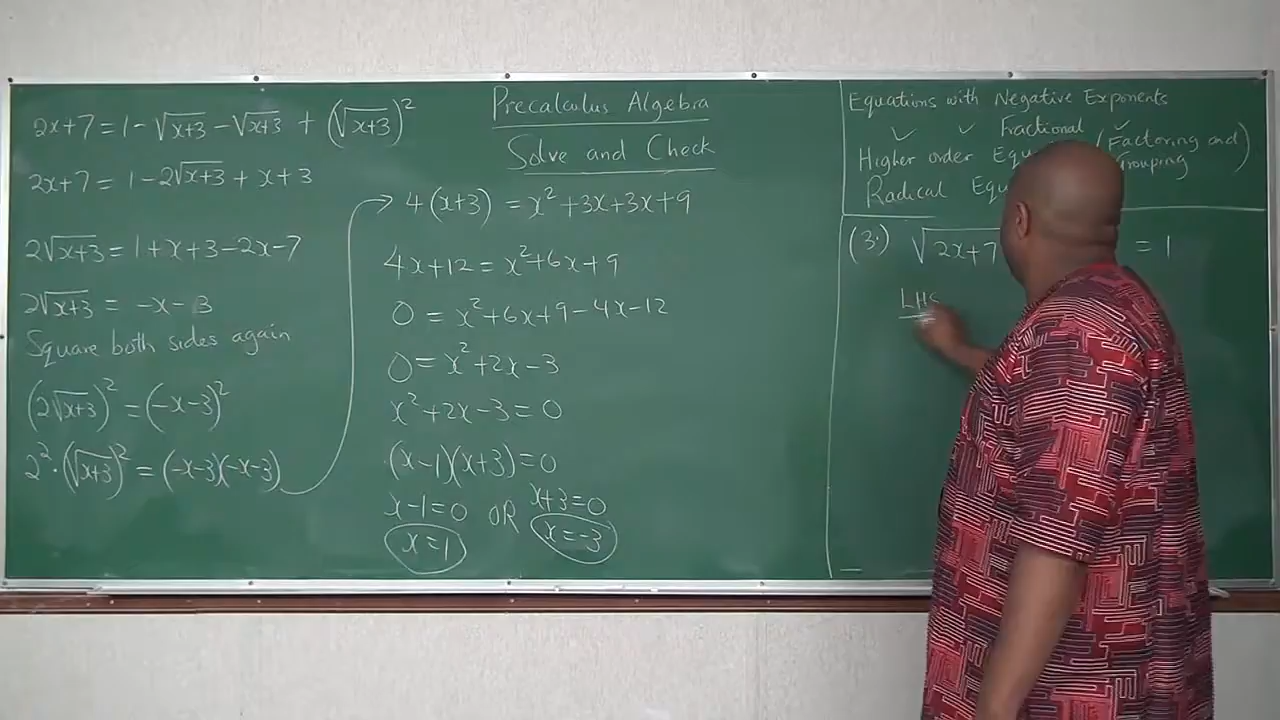 2x+7 = 1 - √(x+3) - √(x+3) + (√(x+3))²
2x+7 = 1 - 2√(x+3) + x + 3
2√(x+3) = 1 + x + 3 - 2x - 7
2√(x+3) = -x - 3
Square both sides again
(2√(x+3))² = (-x-3)²
2² · (√(x+3))² = (-x-3)(-x-3)
Precalculus Algebra
Solve and Check
4(x+3) = x² + 3x + 3x + 9
4x+12 = x² + 6x + 9
0 = x² + 6x + 9 - 4x - 12
0 = x² + 2x - 3
x² + 2x - 3 = 0
(x-1)(x+3) = 0
x-1=0 OR x+3=0
x=1 x=-3
Equations with Negative Exponents
✓ ✓ Fractional ✓
Higher order (Factoring and Grouping)
Radical
(3.) √(2x+7 = 1
LHS